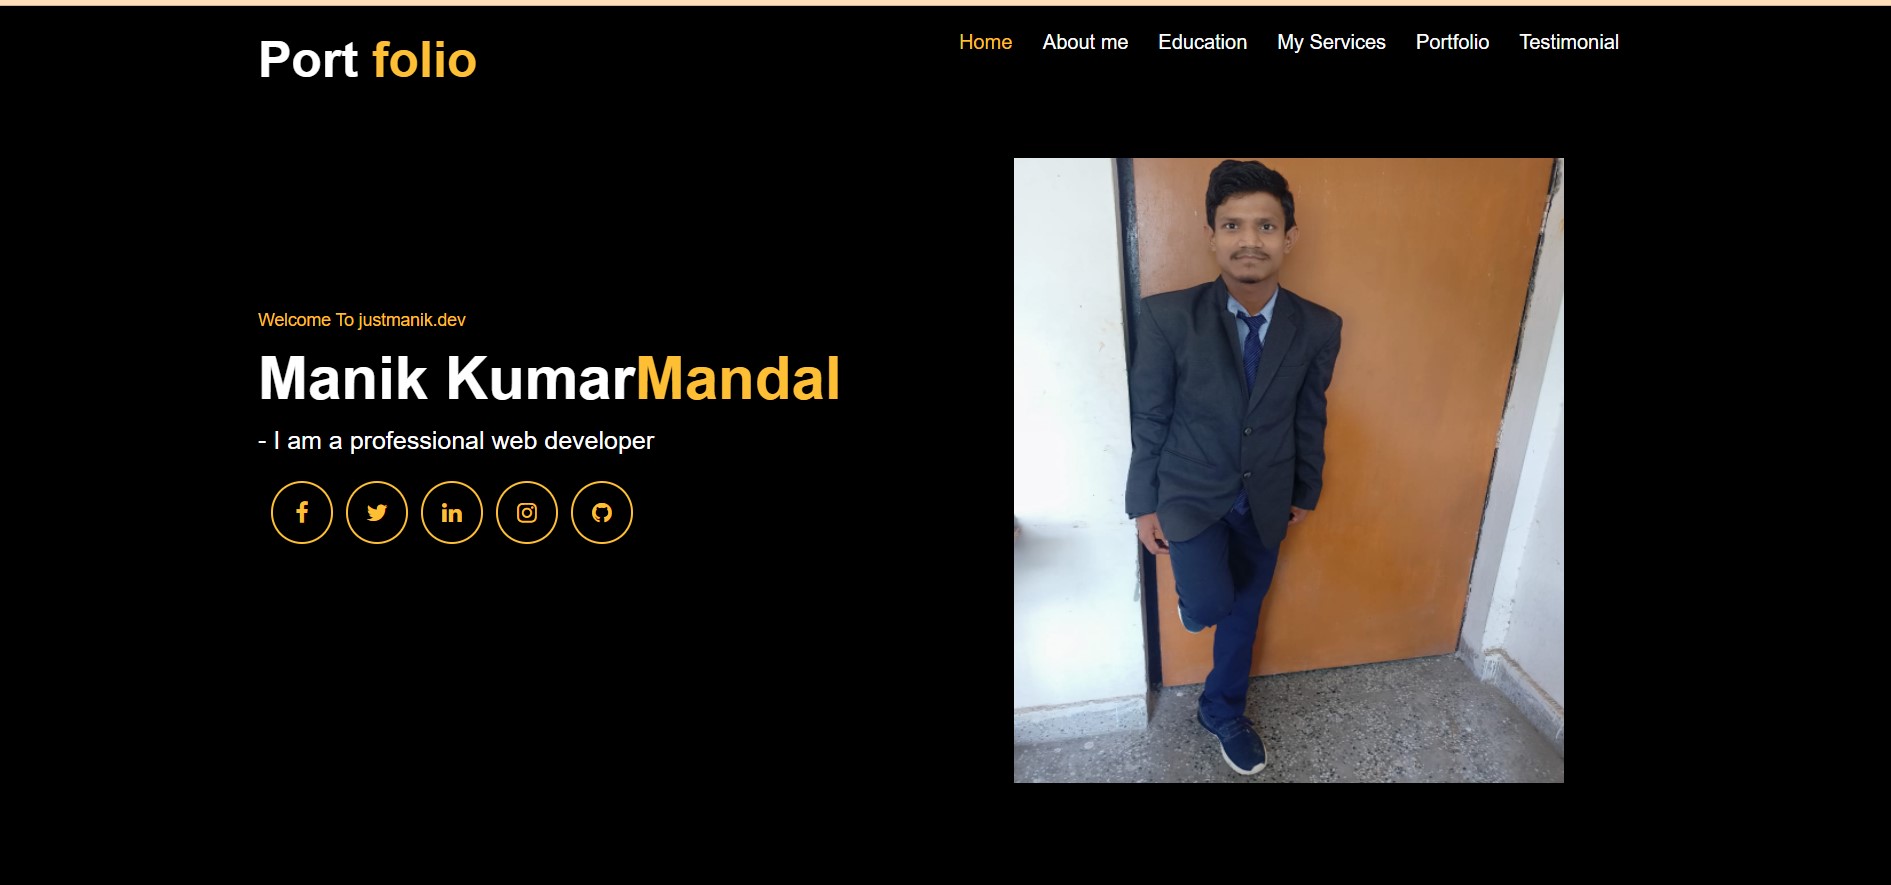 Port folio
Home About me Education My Services Portfolio Testimonial
Welcome To justmanik.dev
Manik KumarMandal
- I am a professional web developer